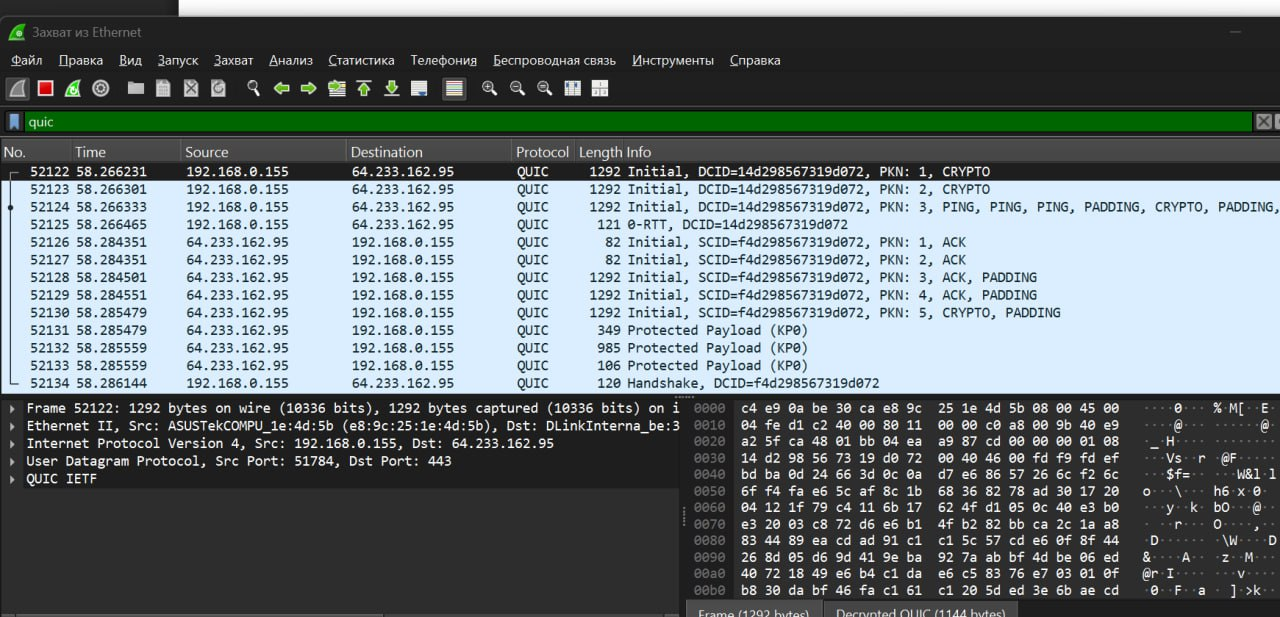 Захват из Ethernet
Файл Правка Вид Запуск Захват Анализ Статистика Телефония Беспроводная связь Инструменты Справка
quic
No. Time Source Destination Protocol Length Info
52122 58.266231 192.168.0.155 64.233.162.95 QUIC 1292 Initial, DCID=14d298567319d072, PKN: 1, CRYPTO
52123 58.266301 192.168.0.155 64.233.162.95 QUIC 1292 Initial, DCID=14d298567319d072, PKN: 2, CRYPTO
52124 58.266333 192.168.0.155 64.233.162.95 QUIC 1292 Initial, DCID=14d298567319d072, PKN: 3, PING, PING, PING, PADDING, CRYPTO, PADDING,
52125 58.266465 192.168.0.155 64.233.162.95 QUIC 121 0-RTT, DCID=14d298567319d072
52126 58.284351 64.233.162.95 192.168.0.155 QUIC 82 Initial, SCID=f4d298567319d072, PKN: 1, ACK
52127 58.284351 64.233.162.95 192.168.0.155 QUIC 82 Initial, SCID=f4d298567319d072, PKN: 2, ACK
52128 58.284501 64.233.162.95 192.168.0.155 QUIC 1292 Initial, SCID=f4d298567319d072, PKN: 3, ACK, PADDING
52129 58.284551 64.233.162.95 192.168.0.155 QUIC 1292 Initial, SCID=f4d298567319d072, PKN: 4, ACK, PADDING
52130 58.285479 64.233.162.95 192.168.0.155 QUIC 1292 Initial, SCID=f4d298567319d072, PKN: 5, CRYPTO, PADDING
52131 58.285479 64.233.162.95 192.168.0.155 QUIC 349 Protected Payload (KP0)
52132 58.285559 64.233.162.95 192.168.0.155 QUIC 985 Protected Payload (KP0)
52133 58.285559 64.233.162.95 192.168.0.155 QUIC 106 Protected Payload (KP0)
52134 58.286144 192.168.0.155 64.233.162.95 QUIC 120 Handshake, DCID=f4d298567319d072
Frame 52122: 1292 bytes on wire (10336 bits), 1292 bytes captured (10336 bits) on i
Ethernet II, Src: ASUSTekCOMPU_1e:4d:5b (e8:9c:25:1e:4d:5b), Dst: DLinkInterna_be:3
Internet Protocol Version 4, Src: 192.168.0.155, Dst: 64.233.162.95
User Datagram Protocol, Src Port: 51784, Dst Port: 443
QUIC IETF
0000 c4 e9 0a be 30 ca e8 9c 25 1e 4d 5b 08 00 45 00 ····0··· %·M[··E·
0010 04 fe d1 c2 40 00 80 11 00 00 c0 a8 00 9b 40 e9 ····@··· ······@·
0020 a2 5f ca 48 01 bb 04 ea a9 87 cd 00 00 00 01 08 ·_·H···· ········
0030 14 d2 98 56 73 19 d0 72 00 40 46 00 fd f9 fd ef ···Vs··r ·@F·····
0040 bd ba 0d 24 66 3d 0c 0a d7 e6 86 57 26 6c f2 6c ···$f=·· ···W&l·l
0050 6f f4 fa e6 5c af 8c 1b 68 36 82 78 ad 30 17 20 o···\··· h6·x·0·
0060 04 12 1f 79 c4 11 6b 17 62 4f d1 05 0c 40 e3 b0 ···y··k· bO···@··
0070 e3 20 03 c8 72 d6 e6 b1 4f b2 82 bb ca 2c 1a a8 · ··r··· O····,··
0080 83 44 89 ea cd ad 91 c1 c1 5c 57 cd e6 0f 8f 44 ·D······ ·\W····D
0090 26 8d 05 d6 9d 41 9e ba 92 7a ab bf 4d be 06 ed &····A·· ·z··M···
00a0 40 72 18 49 e6 b4 c1 da e6 c5 83 76 e7 03 01 0f @r·I···· ···v····
00b0 b8 30 da bf 46 fa c1 61 c1 20 5d ed 3e 6b ae cd ·0··F··a · ]·>k··
Frame (1292 bytes) Decrypted QUIC (1144 bytes)